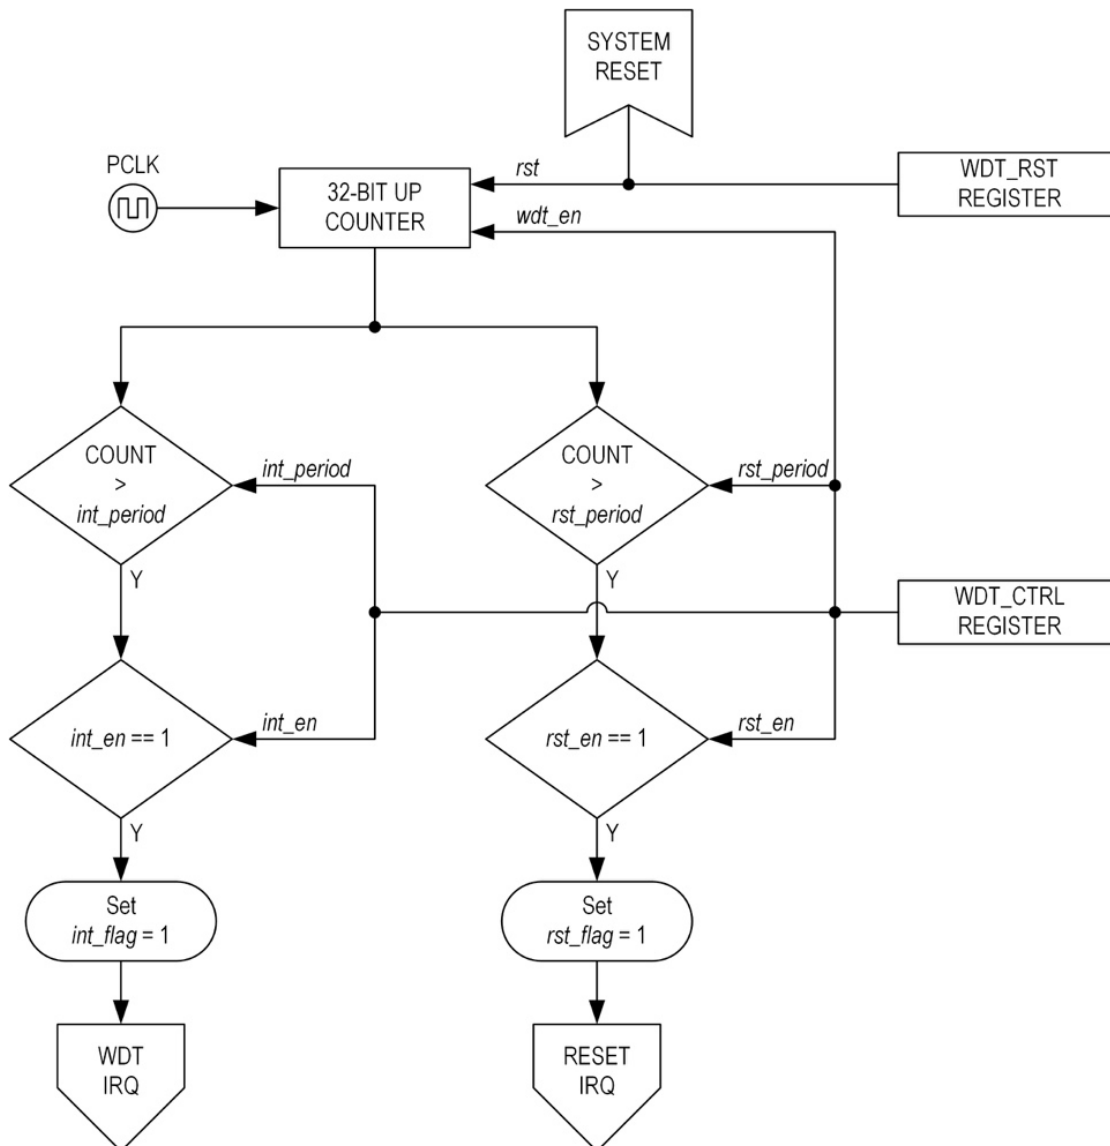 SYSTEM
RESET
PCLK
32-BIT UP
COUNTER
rst
wdt_en
WDT_RST
REGISTER
COUNT
>
int_period
int_period
COUNT
>
rst_period
rst_period
Y
Y
WDT_CTRL
REGISTER
int_en == 1
int_en
rst_en == 1
rst_en
Y
Y
Set
int_flag = 1
Set
rst_flag = 1
WDT
IRQ
RESET
IRQ